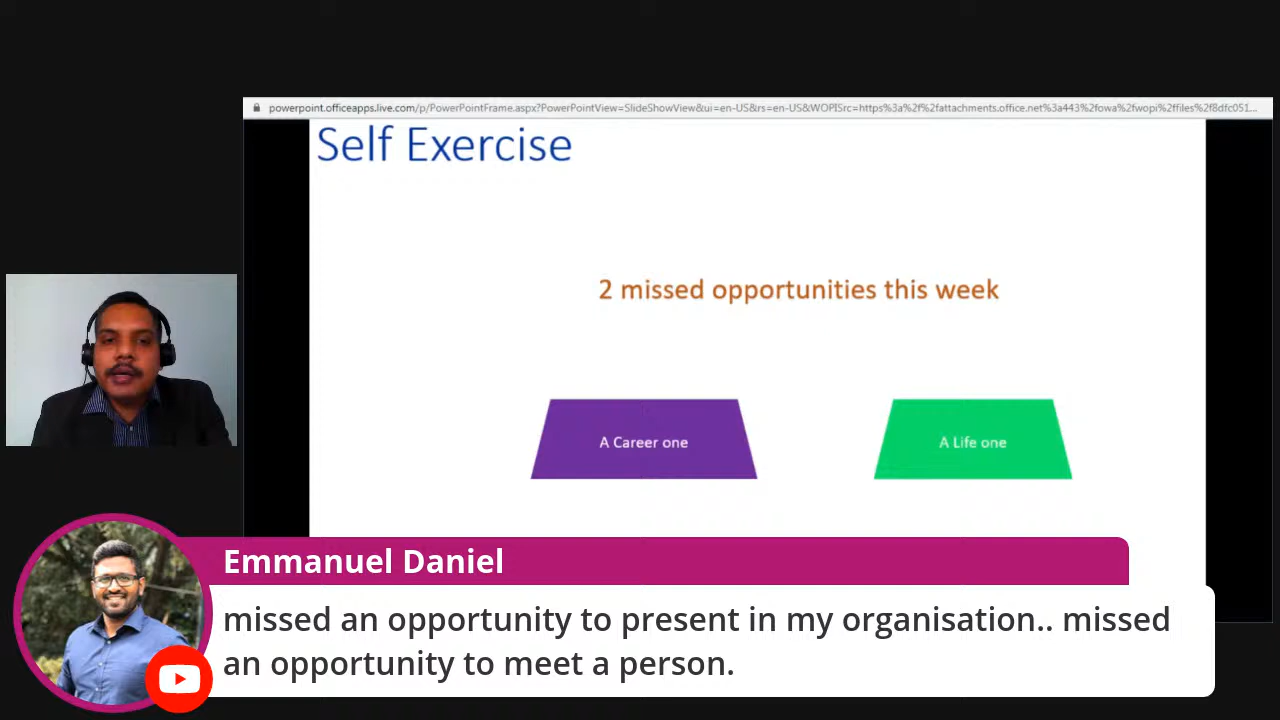 powerpoint.officeapps.live.com/p/PowerPointFrame.aspx?PowerPointView=SlideShowView&ui=en-US&rs=en-US&WOPISrc=https%3a%2f%2fattachments.office.net%3a443%2fowa%2fwopi%2ffiles%2f8dfc051...
Self Exercise
2 missed opportunities this week
A Career one
A Life one
Emmanuel Daniel
missed an opportunity to present in my organisation.. missed
an opportunity to meet a person.